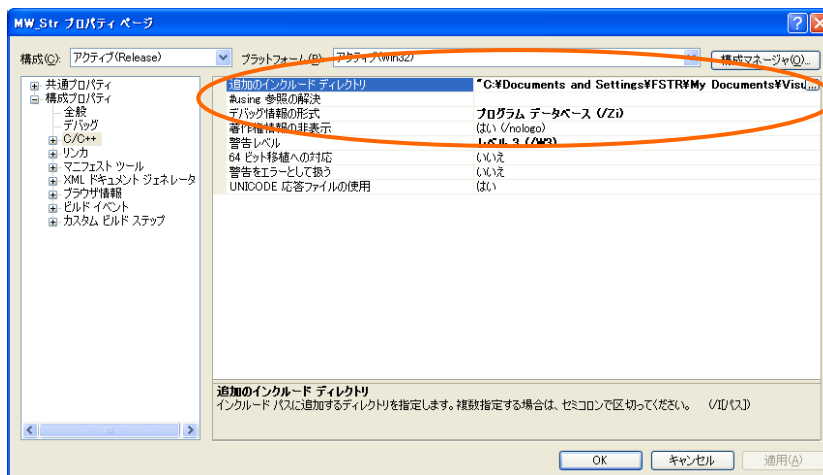 MW_Str プロパティ ページ
構成(C): アクティブ(Release) プラットフォーム(P): アクティブ(Win32) 構成マネージャ(O)...
共通プロパティ
構成プロパティ
全般
デバッグ
C/C++
リンカ
マニフェスト ツール
XML ドキュメント ジェネレータ
ブラウザ情報
ビルド イベント
カスタム ビルド ステップ
追加のインクルード ディレクトリ "C:¥Documents and Settings¥FSTR¥My Documents¥Visu...
#using 参照の解決
デバッグ情報の形式 プログラム データベース (/Zi)
著作権情報の非表示 はい (/nologo)
警告レベル レベル 3 (/W3)
64 ビット移植への対応 いいえ
警告をエラーとして扱う いいえ
UNICODE 応答ファイルの使用 はい
追加のインクルード ディレクトリ
インクルード パスに追加するディレクトリを指定します。複数指定する場合は、セミコロンで区切ってください。 (/I[パス])
OK キャンセル 適用(A)